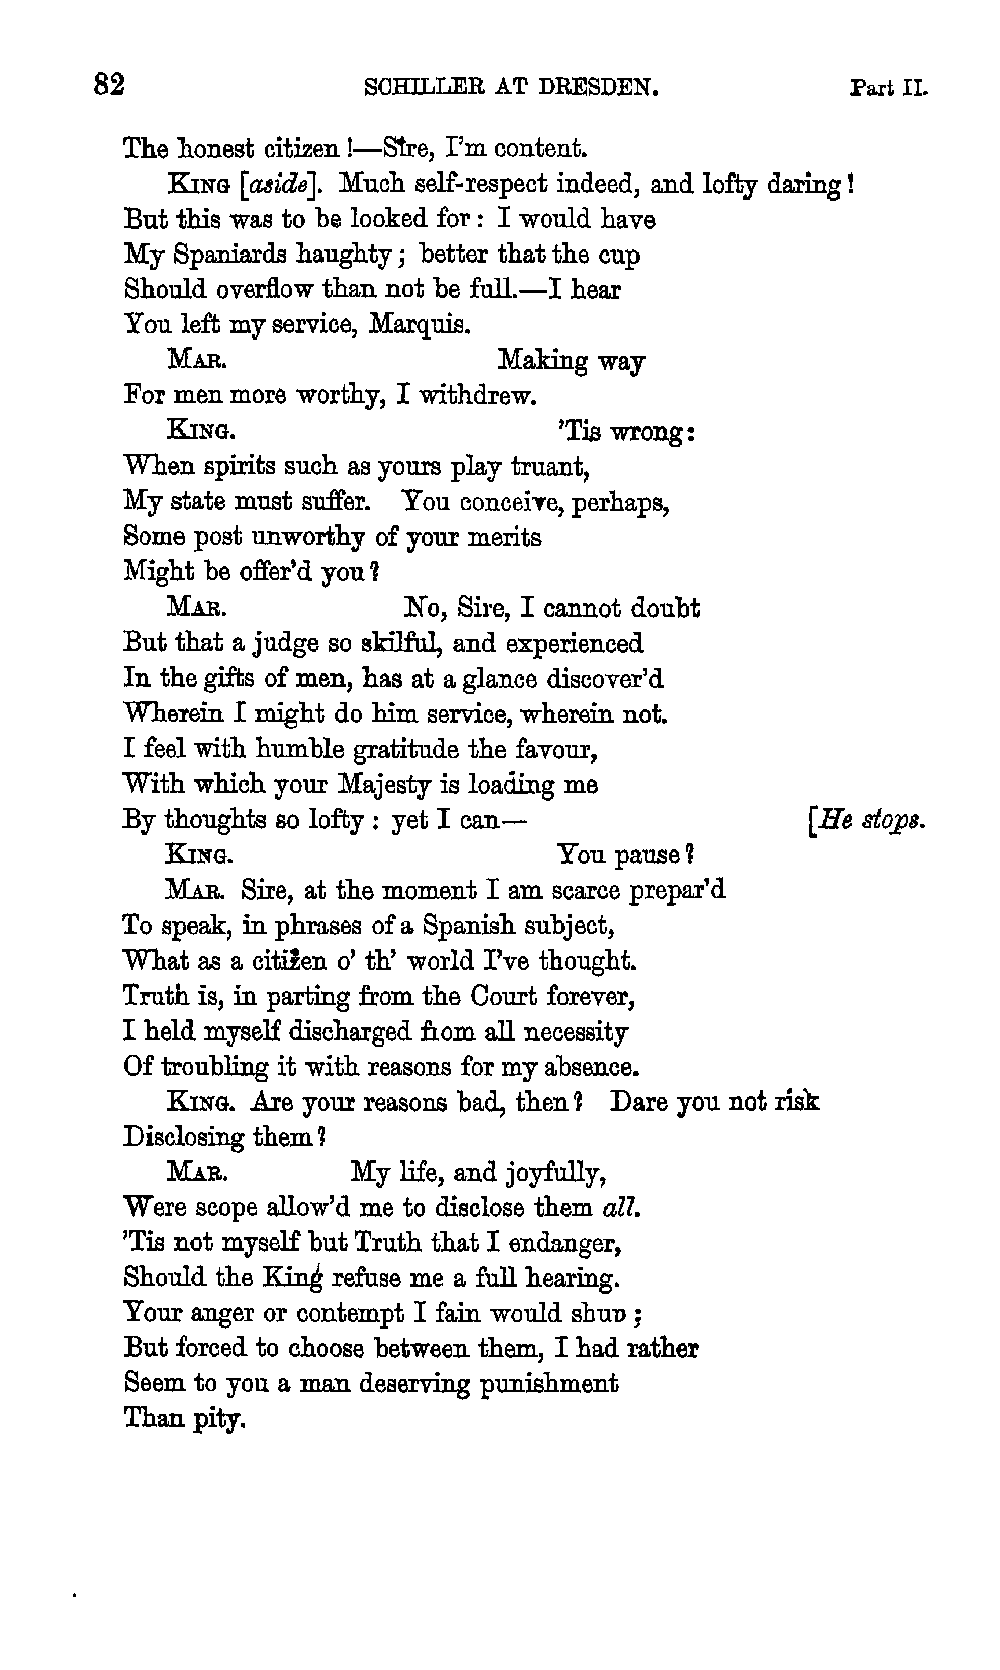 82 SCHILLER AT DRESDEN. Part II.
The honest citizen!—Sire, I'm content.
KING [aside]. Much self-respect indeed, and lofty daring!
But this was to be looked for: I would have
My Spaniards haughty; better that the cup
Should overflow than not be full.—I hear
You left my service, Marquis.
MAR. Making way
For men more worthy, I withdrew.
KING. 'Tis wrong:
When spirits such as yours play truant,
My state must suffer. You conceive, perhaps,
Some post unworthy of your merits
Might be offer'd you?
MAR. No, Sire, I cannot doubt
But that a judge so skilful, and experienced
In the gifts of men, has at a glance discover'd
Wherein I might do him service, wherein not.
I feel with humble gratitude the favour,
With which your Majesty is loading me
By thoughts so lofty: yet I can— [He stops.
KING. You pause?
MAR. Sire, at the moment I am scarce prepar'd
To speak, in phrases of a Spanish subject,
What as a citizen o' th' world I've thought.
Truth is, in parting from the Court forever,
I held myself discharged from all necessity
Of troubling it with reasons for my absence.
KING. Are your reasons bad, then? Dare you not risk
Disclosing them?
MAR. My life, and joyfully,
Were scope allow'd me to disclose them all.
'Tis not myself but Truth that I endanger,
Should the King refuse me a full hearing.
Your anger or contempt I fain would shun;
But forced to choose between them, I had rather
Seem to you a man deserving punishment
Than pity.